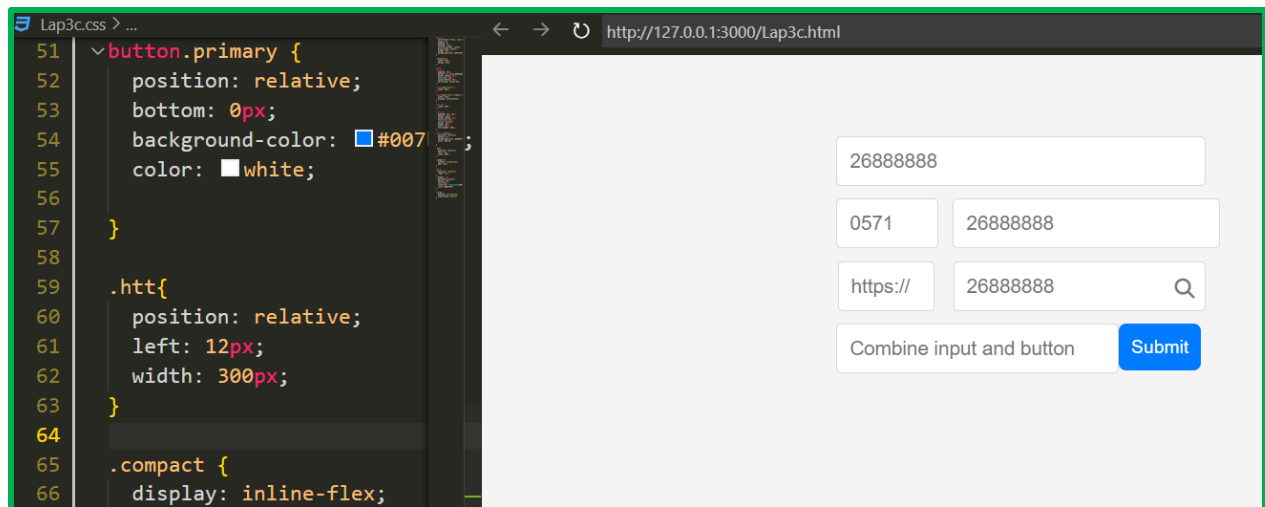 Lap3c.css > ...
51 button.primary {
52 position: relative;
53 bottom: 0px;
54 background-color: #007 ;
55 color: white;
56
57 }
58
59 .htt{
60 position: relative;
61 left: 12px;
62 width: 300px;
63 }
64
65 .compact {
66 display: inline-flex;
http://127.0.0.1:3000/Lap3c.html
26888888
0571 26888888
https:// 26888888
Combine input and button Submit